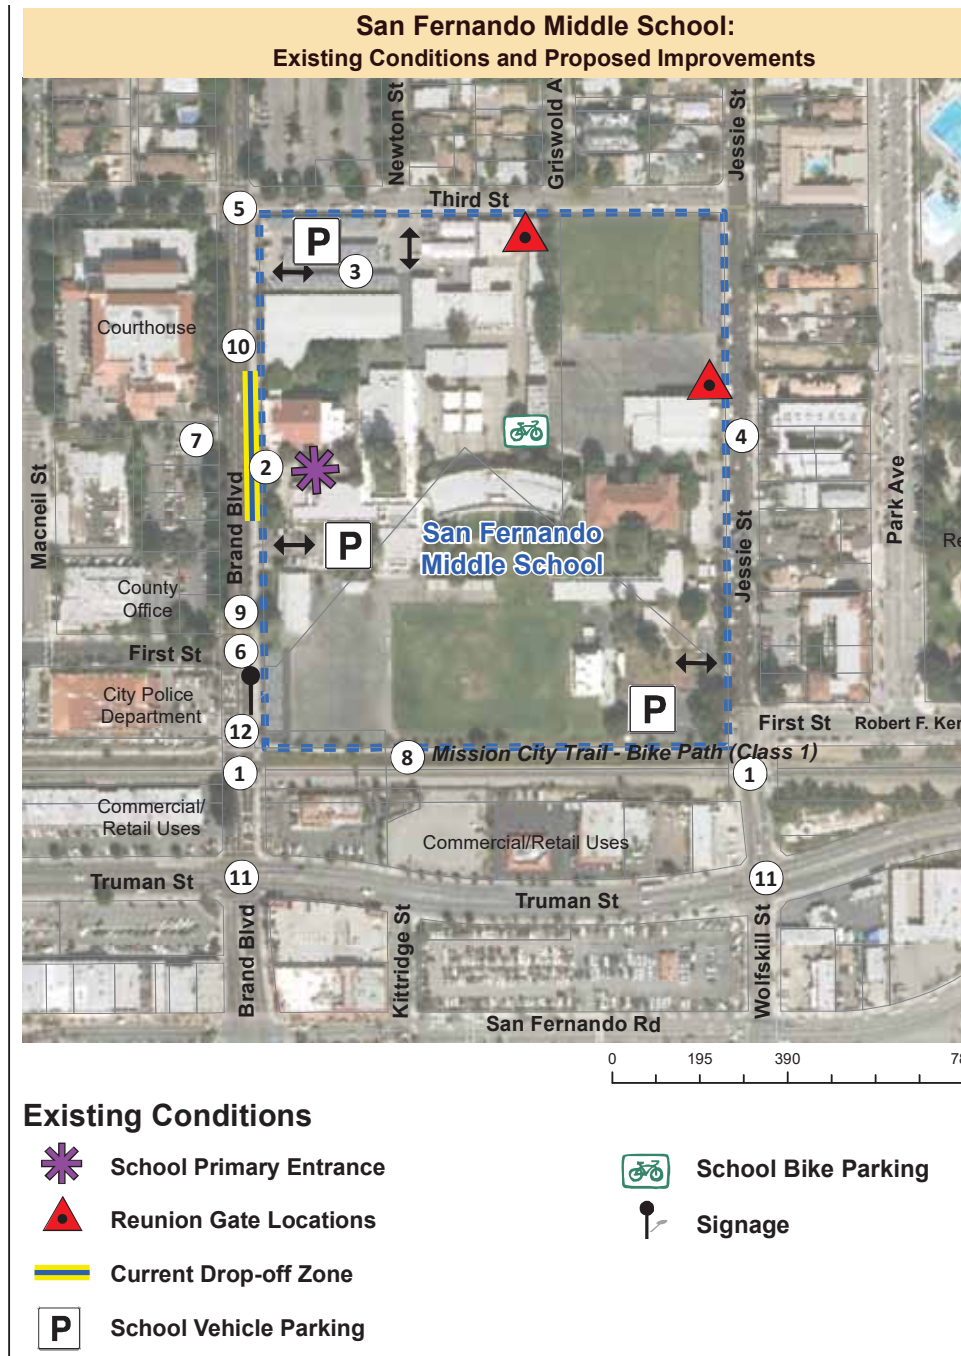 San Fernando Middle School:
Existing Conditions and Proposed Improvements
Newton St
Griswold A
Jessie St
Third St
5
P
3
Courthouse
10
7
4
2
Macneil St
Brand Blvd
Park Ave
P
San Fernando
Middle School
Re
Jessie St
County
Office
9
First St
6
City Police
Department
P
12
First St
Robert F. Ker
8
Mission City Trail - Bike Path (Class 1)
1
1
Commercial/
Retail Uses
Commercial/Retail Uses
Truman St
11
11
Truman St
Brand Blvd
Kittridge St
Wolfskill St
San Fernando Rd
0 195 390 78
Existing Conditions
School Primary Entrance
School Bike Parking
Reunion Gate Locations
Signage
Current Drop-off Zone
P School Vehicle Parking